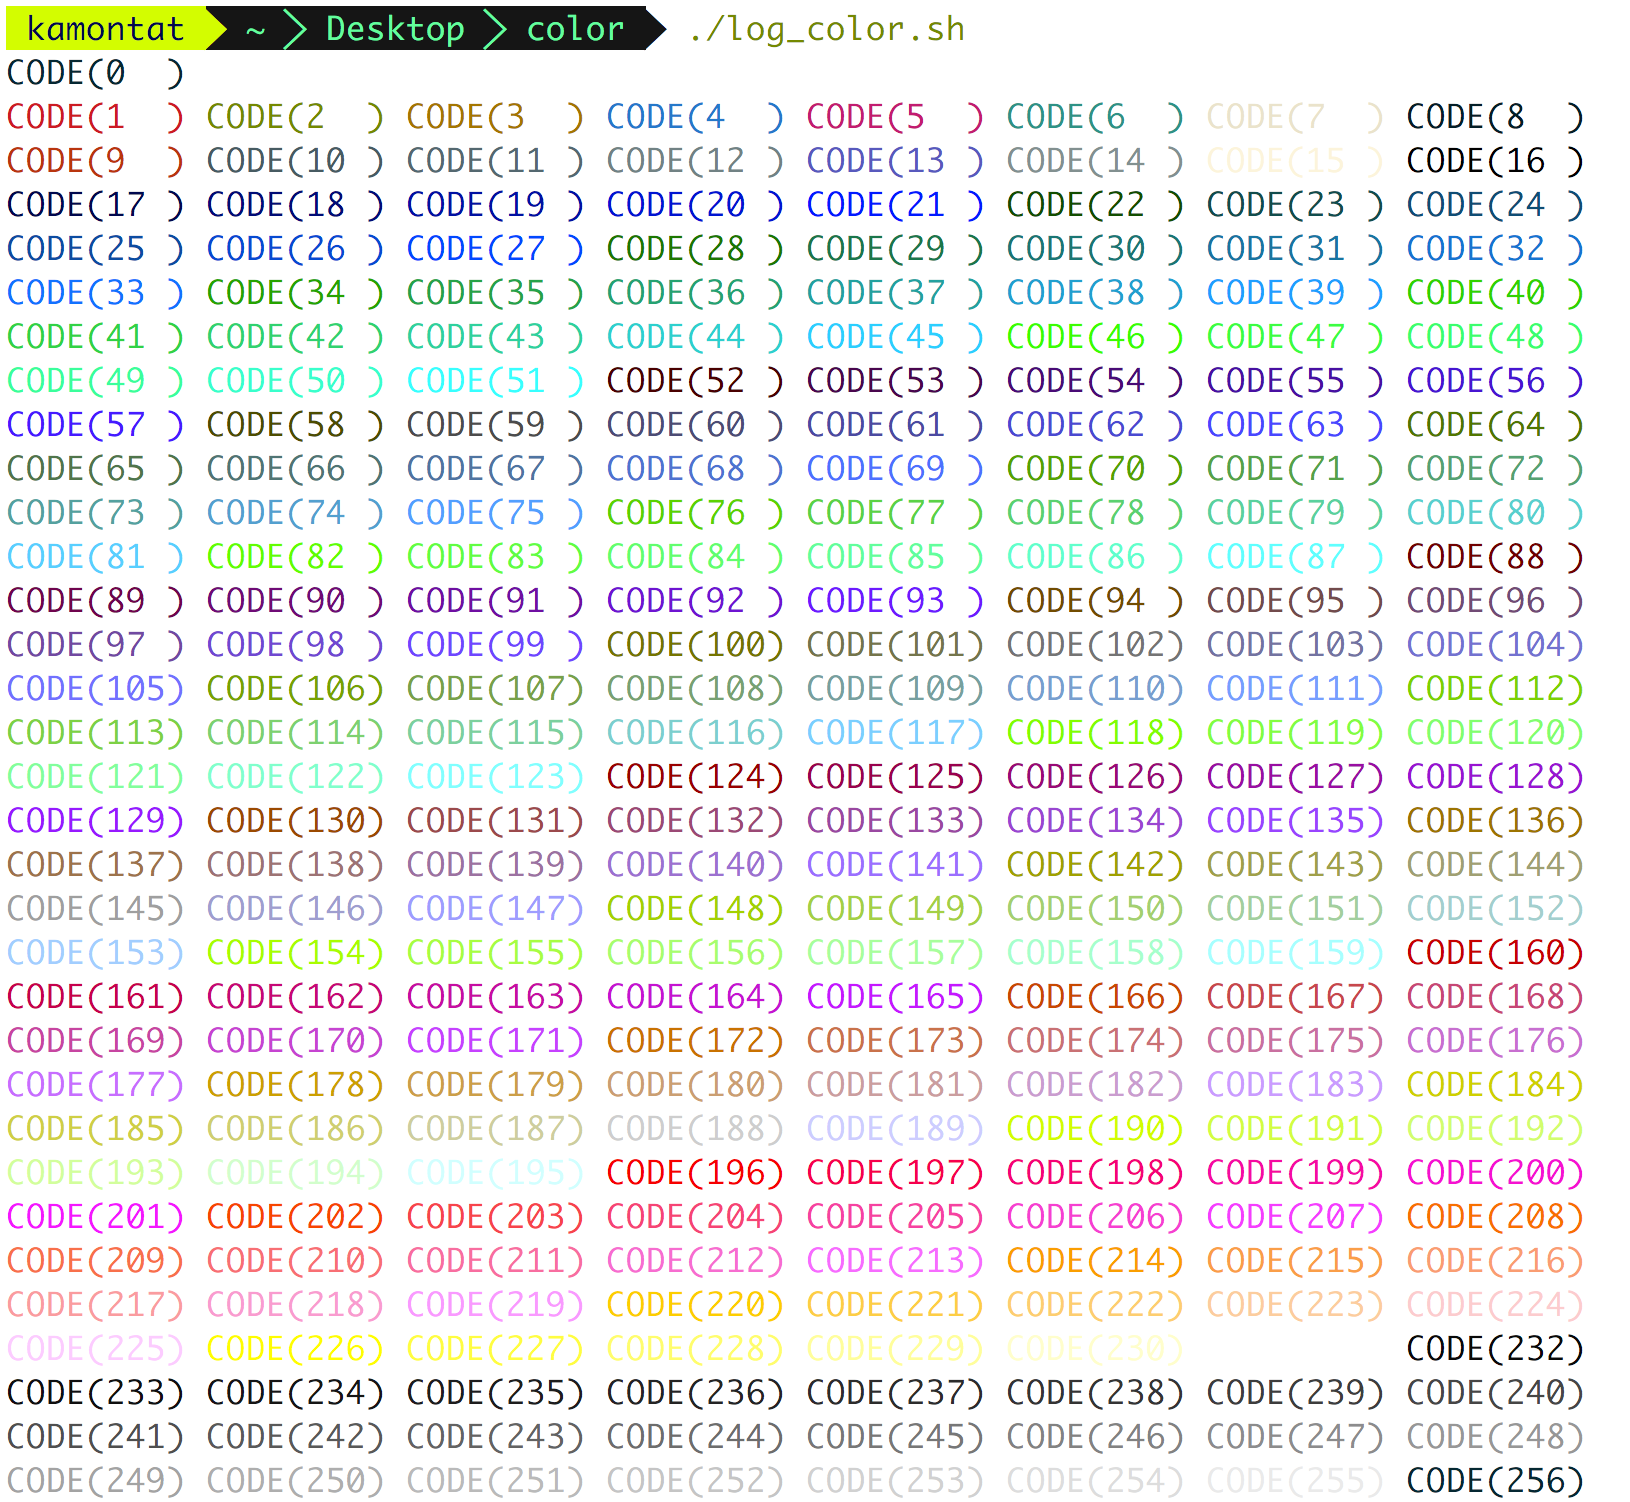 kamontat ~ Desktop color ./log_color.sh
CODE(0  )
CODE(1  ) CODE(2  ) CODE(3  ) CODE(4  ) CODE(5  ) CODE(6  ) CODE(7  ) CODE(8  )
CODE(9  ) CODE(10 ) CODE(11 ) CODE(12 ) CODE(13 ) CODE(14 ) CODE(15 ) CODE(16 )
CODE(17 ) CODE(18 ) CODE(19 ) CODE(20 ) CODE(21 ) CODE(22 ) CODE(23 ) CODE(24 )
CODE(25 ) CODE(26 ) CODE(27 ) CODE(28 ) CODE(29 ) CODE(30 ) CODE(31 ) CODE(32 )
CODE(33 ) CODE(34 ) CODE(35 ) CODE(36 ) CODE(37 ) CODE(38 ) CODE(39 ) CODE(40 )
CODE(41 ) CODE(42 ) CODE(43 ) CODE(44 ) CODE(45 ) CODE(46 ) CODE(47 ) CODE(48 )
CODE(49 ) CODE(50 ) CODE(51 ) CODE(52 ) CODE(53 ) CODE(54 ) CODE(55 ) CODE(56 )
CODE(57 ) CODE(58 ) CODE(59 ) CODE(60 ) CODE(61 ) CODE(62 ) CODE(63 ) CODE(64 )
CODE(65 ) CODE(66 ) CODE(67 ) CODE(68 ) CODE(69 ) CODE(70 ) CODE(71 ) CODE(72 )
CODE(73 ) CODE(74 ) CODE(75 ) CODE(76 ) CODE(77 ) CODE(78 ) CODE(79 ) CODE(80 )
CODE(81 ) CODE(82 ) CODE(83 ) CODE(84 ) CODE(85 ) CODE(86 ) CODE(87 ) CODE(88 )
CODE(89 ) CODE(90 ) CODE(91 ) CODE(92 ) CODE(93 ) CODE(94 ) CODE(95 ) CODE(96 )
CODE(97 ) CODE(98 ) CODE(99 ) CODE(100) CODE(101) CODE(102) CODE(103) CODE(104)
CODE(105) CODE(106) CODE(107) CODE(108) CODE(109) CODE(110) CODE(111) CODE(112)
CODE(113) CODE(114) CODE(115) CODE(116) CODE(117) CODE(118) CODE(119) CODE(120)
CODE(121) CODE(122) CODE(123) CODE(124) CODE(125) CODE(126) CODE(127) CODE(128)
CODE(129) CODE(130) CODE(131) CODE(132) CODE(133) CODE(134) CODE(135) CODE(136)
CODE(137) CODE(138) CODE(139) CODE(140) CODE(141) CODE(142) CODE(143) CODE(144)
CODE(145) CODE(146) CODE(147) CODE(148) CODE(149) CODE(150) CODE(151) CODE(152)
CODE(153) CODE(154) CODE(155) CODE(156) CODE(157) CODE(158) CODE(159) CODE(160)
CODE(161) CODE(162) CODE(163) CODE(164) CODE(165) CODE(166) CODE(167) CODE(168)
CODE(169) CODE(170) CODE(171) CODE(172) CODE(173) CODE(174) CODE(175) CODE(176)
CODE(177) CODE(178) CODE(179) CODE(180) CODE(181) CODE(182) CODE(183) CODE(184)
CODE(185) CODE(186) CODE(187) CODE(188) CODE(189) CODE(190) CODE(191) CODE(192)
CODE(193) CODE(194) CODE(195) CODE(196) CODE(197) CODE(198) CODE(199) CODE(200)
CODE(201) CODE(202) CODE(203) CODE(204) CODE(205) CODE(206) CODE(207) CODE(208)
CODE(209) CODE(210) CODE(211) CODE(212) CODE(213) CODE(214) CODE(215) CODE(216)
CODE(217) CODE(218) CODE(219) CODE(220) CODE(221) CODE(222) CODE(223) CODE(224)
CODE(225) CODE(226) CODE(227) CODE(228) CODE(229) CODE(230) CODE(232)
CODE(233) CODE(234) CODE(235) CODE(236) CODE(237) CODE(238) CODE(239) CODE(240)
CODE(241) CODE(242) CODE(243) CODE(244) CODE(245) CODE(246) CODE(247) CODE(248)
CODE(249) CODE(250) CODE(251) CODE(252) CODE(253) CODE(254) CODE(255) CODE(256)